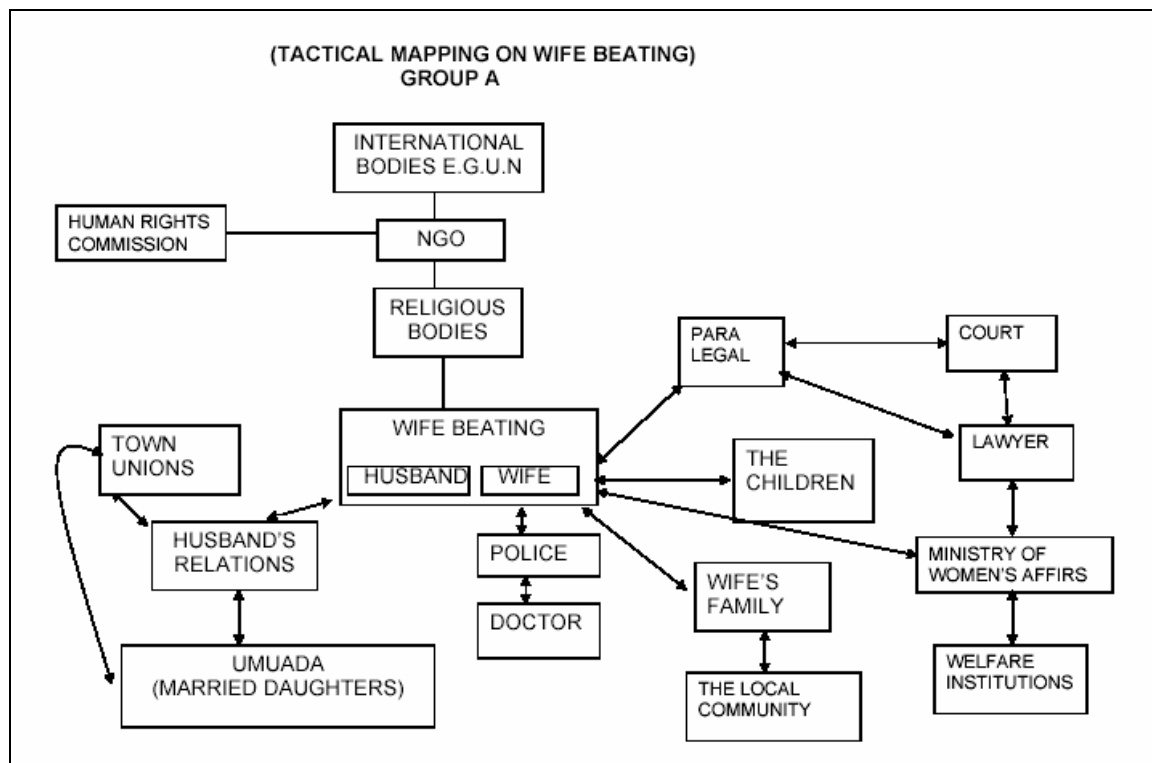 (TACTICAL MAPPING ON WIFE BEATING)
GROUP A
INTERNATIONAL
BODIES E.G.U.N
HUMAN RIGHTS
COMMISSION
NGO
RELIGIOUS
BODIES
PARA
LEGAL
COURT
WIFE BEATING
HUSBAND
WIFE
TOWN
UNIONS
LAWYER
THE
CHILDREN
HUSBAND'S
RELATIONS
POLICE
MINISTRY OF
WOMEN'S AFFIRS
WIFE'S
FAMILY
DOCTOR
UMUADA
(MARRIED DAUGHTERS)
WELFARE
INSTITUTIONS
THE LOCAL
COMMUNITY